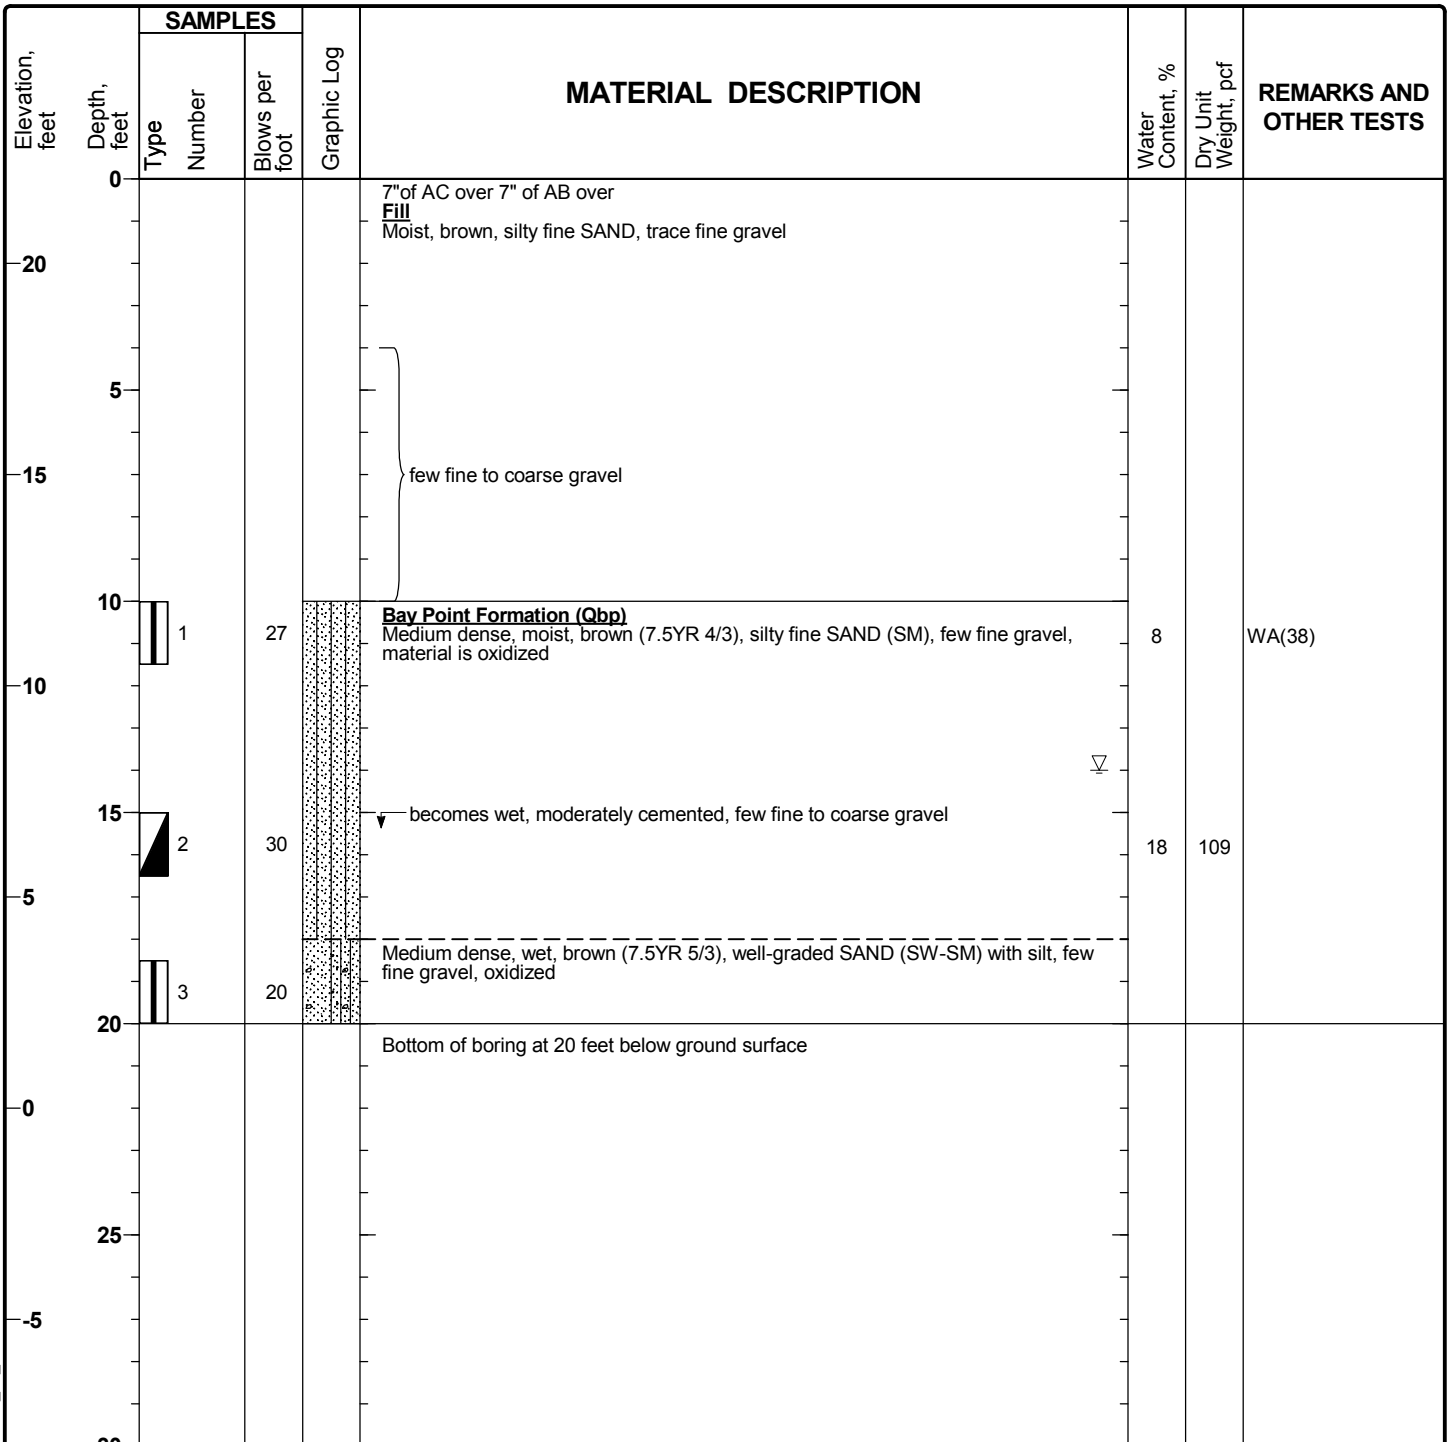 SAMPLES
Elevation,
feet
Depth,
feet
Type
Number
Blows per
foot
Graphic Log
MATERIAL DESCRIPTION
Water
Content, %
Dry Unit
Weight, pcf
REMARKS AND
OTHER TESTS
0
7"of AC over 7" of AB over
Fill
Moist, brown, silty fine SAND, trace fine gravel
20
5
15
few fine to coarse gravel
10
Bay Point Formation (Qbp)
1
27
Medium dense, moist, brown (7.5YR 4/3), silty fine SAND (SM), few fine gravel,
material is oxidized
8
WA(38)
10
15
becomes wet, moderately cemented, few fine to coarse gravel
2
30
18
109
5
Medium dense, wet, brown (7.5YR 5/3), well-graded SAND (SW-SM) with silt, few
fine gravel, oxidized
3
20
20
Bottom of boring at 20 feet below ground surface
0
25
-5